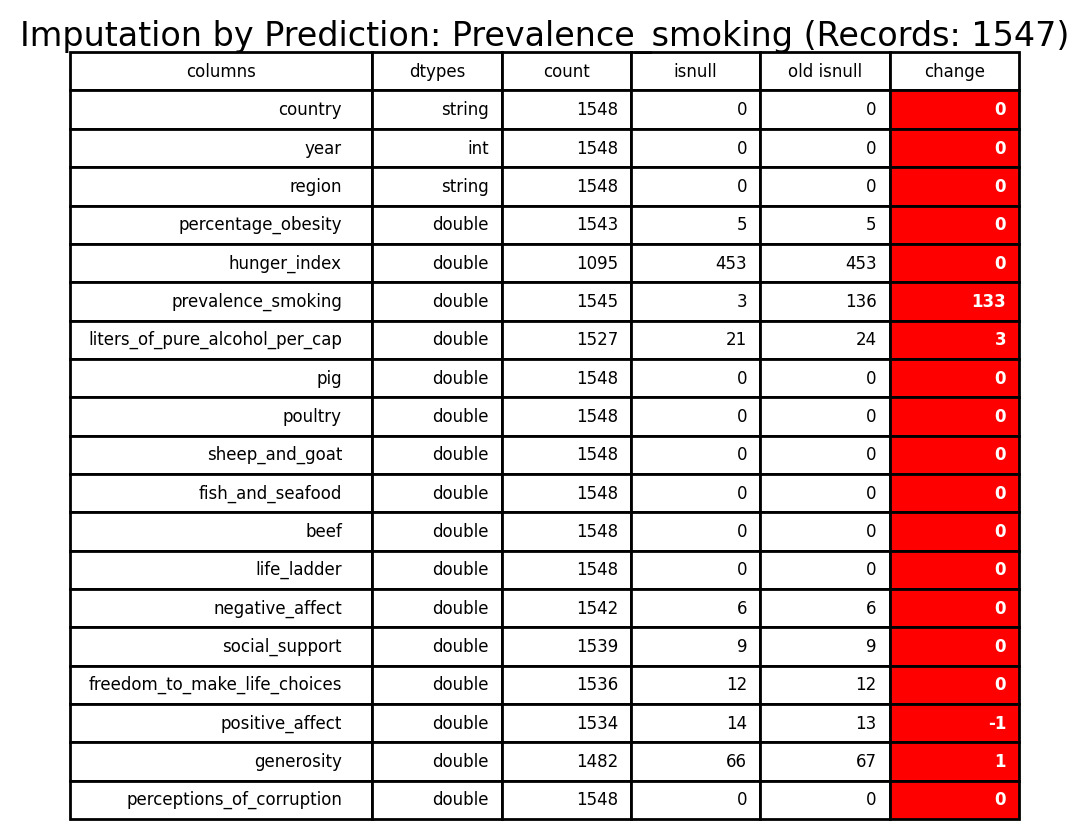 Imputation by Prediction: Prevalence_smoking (Records: 1547)
columns dtypes count isnull old isnull change
country string 1548 0 0 0
year int 1548 0 0 0
region string 1548 0 0 0
percentage_obesity double 1543 5 5 0
hunger_index double 1095 453 453 0
prevalence_smoking double 1545 3 136 133
liters_of_pure_alcohol_per_cap double 1527 21 24 3
pig double 1548 0 0 0
poultry double 1548 0 0 0
sheep_and_goat double 1548 0 0 0
fish_and_seafood double 1548 0 0 0
beef double 1548 0 0 0
life_ladder double 1548 0 0 0
negative_affect double 1542 6 6 0
social_support double 1539 9 9 0
freedom_to_make_life_choices double 1536 12 12 0
positive_affect double 1534 14 13 -1
generosity double 1482 66 67 1
perceptions_of_corruption double 1548 0 0 0